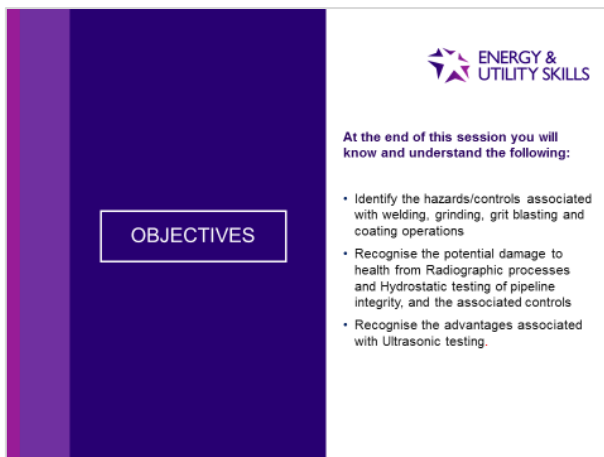 ENERGY &
UTILITY SKILLS
At the end of this session you will
know and understand the following:
• Identify the hazards/controls associated
with welding, grinding, grit blasting and
coating operations
• Recognise the potential damage to
health from Radiographic processes
and Hydrostatic testing of pipeline
integrity, and the associated controls
• Recognise the advantages associated
with Ultrasonic testing.
OBJECTIVES